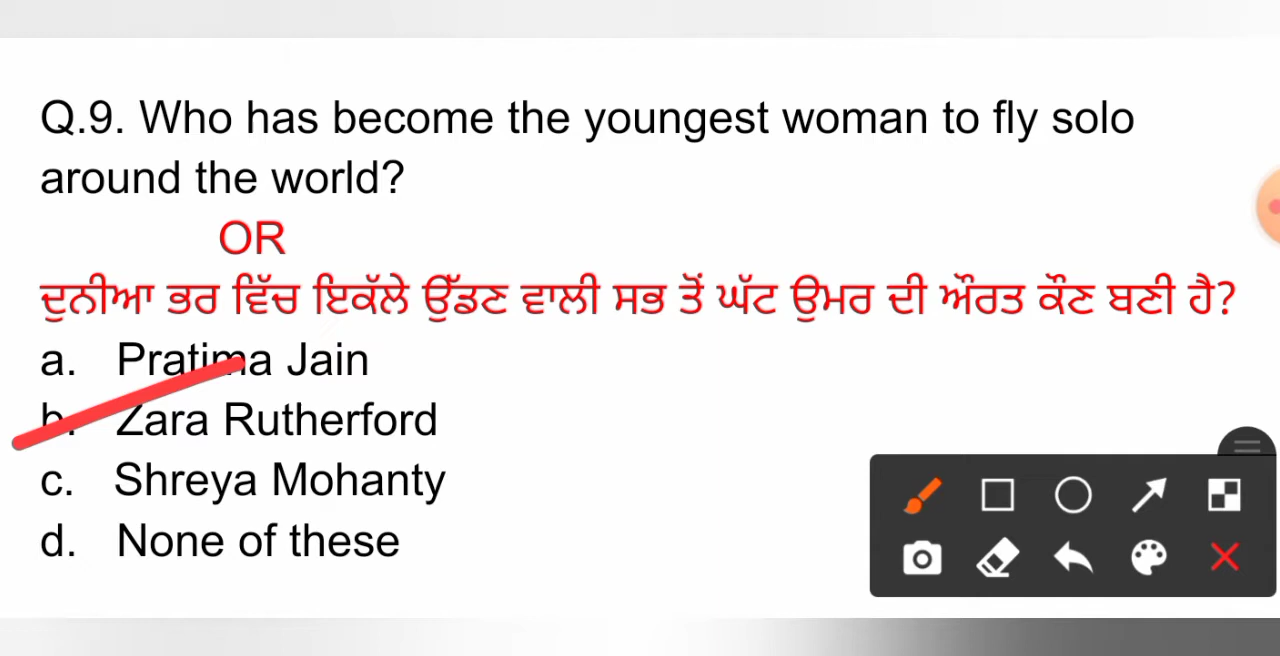 Q.9. Who has become the youngest woman to fly solo
around the world?
OR
ਦੁਨੀਆ ਭਰ ਵਿੱਚ ਇਕੱਲੇ ਉੱਡਣ ਵਾਲੀ ਸਭ ਤੋਂ ਘੱਟ ਉਮਰ ਦੀ ਔਰਤ ਕੌਣ ਬਣੀ ਹੈ?
a. Pratima Jain
b. Zara Rutherford
c. Shreya Mohanty
d. None of these